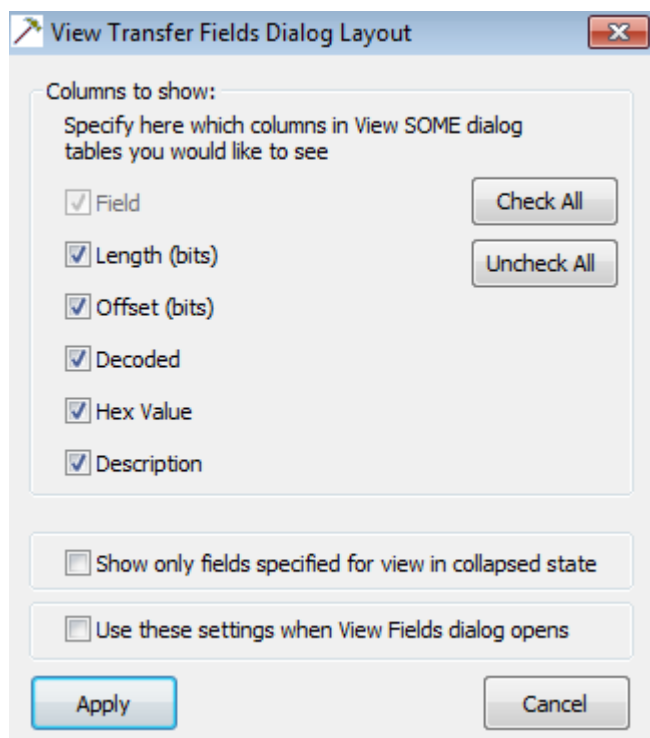 View Transfer Fields Dialog Layout
Columns to show:
Specify here which columns in View SOME dialog
tables you would like to see
Field
Check All
Length (bits)
Uncheck All
Offset (bits)
Decoded
Hex Value
Description
Show only fields specified for view in collapsed state
Use these settings when View Fields dialog opens
Apply
Cancel